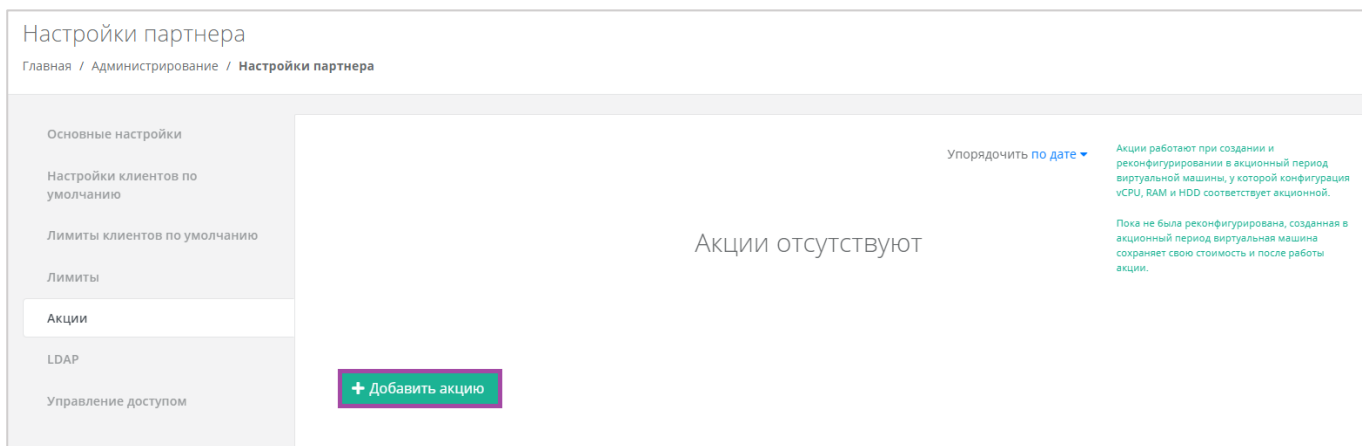 Настройки партнера
Главная / Администрирование / Настройки партнера
Основные настройки
Настройки клиентов по
умолчанию
Лимиты клиентов по умолчанию
Лимиты
Акции
LDAP
Управление доступом
Упорядочить по дате
Акции отсутствуют
+ Добавить акцию
Акции работают при создании и
реконфигурировании в акционный период
виртуальной машины, у которой конфигурация
vCPU, RAM и HDD соответствует акционной.
Пока не была реконфигурирована, созданная в
акционный период виртуальная машина
сохраняет свою стоимость и после работы
акции.